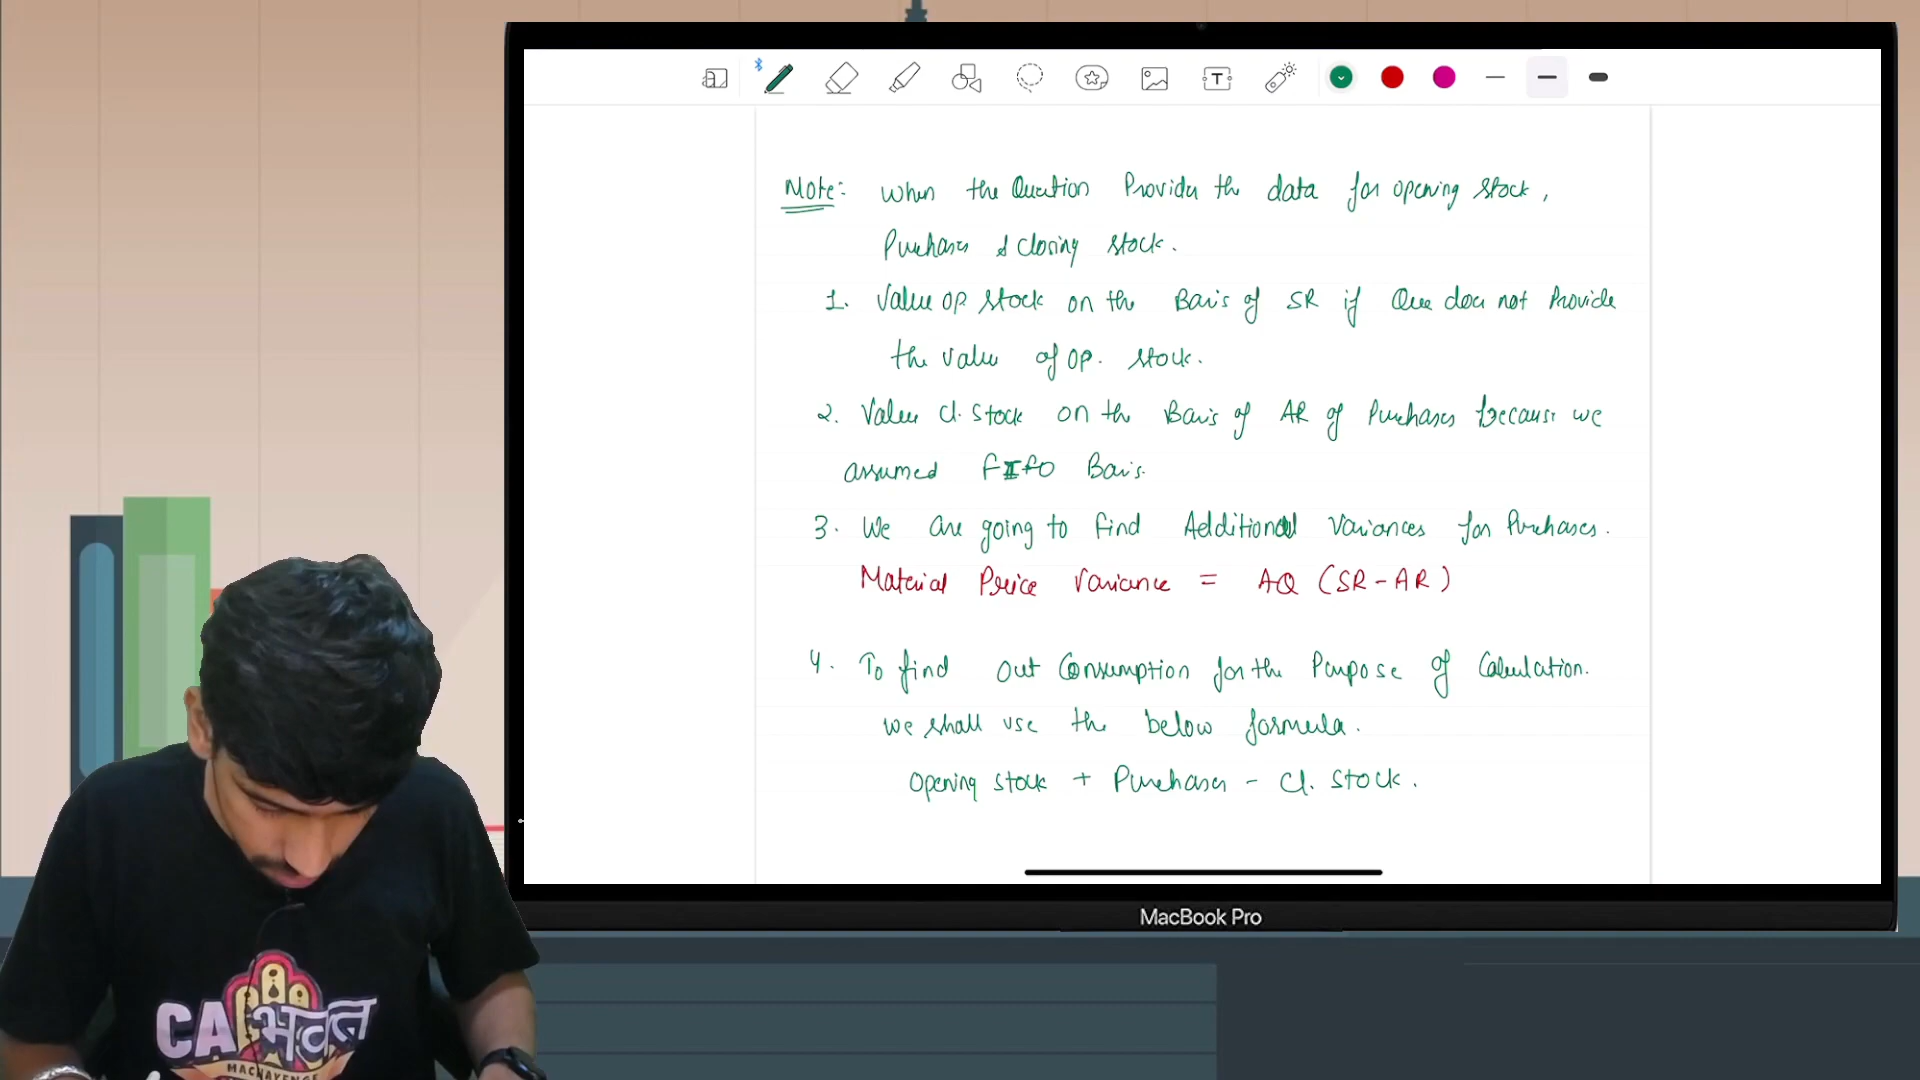 Note: When the Question Provides the data for opening stock,
Purchases & closing stock.
1. Value OP stock on the Basis of SR if Que does not Provide
the value of OP. stock.
2. Value Cl. Stock on the Basis of AR of Purchases because we
assumed FIFO Basis.
3. We are going to find Additional Variances for Purchases.
Material Price Variance = AQ (SR-AR)
4. To find out Consumption for the Purpose of Calculation.
we shall use the below formula.
Opening stock + Purchases - Cl. Stock.
MacBook Pro
CA भक्त
MACHAYENGE